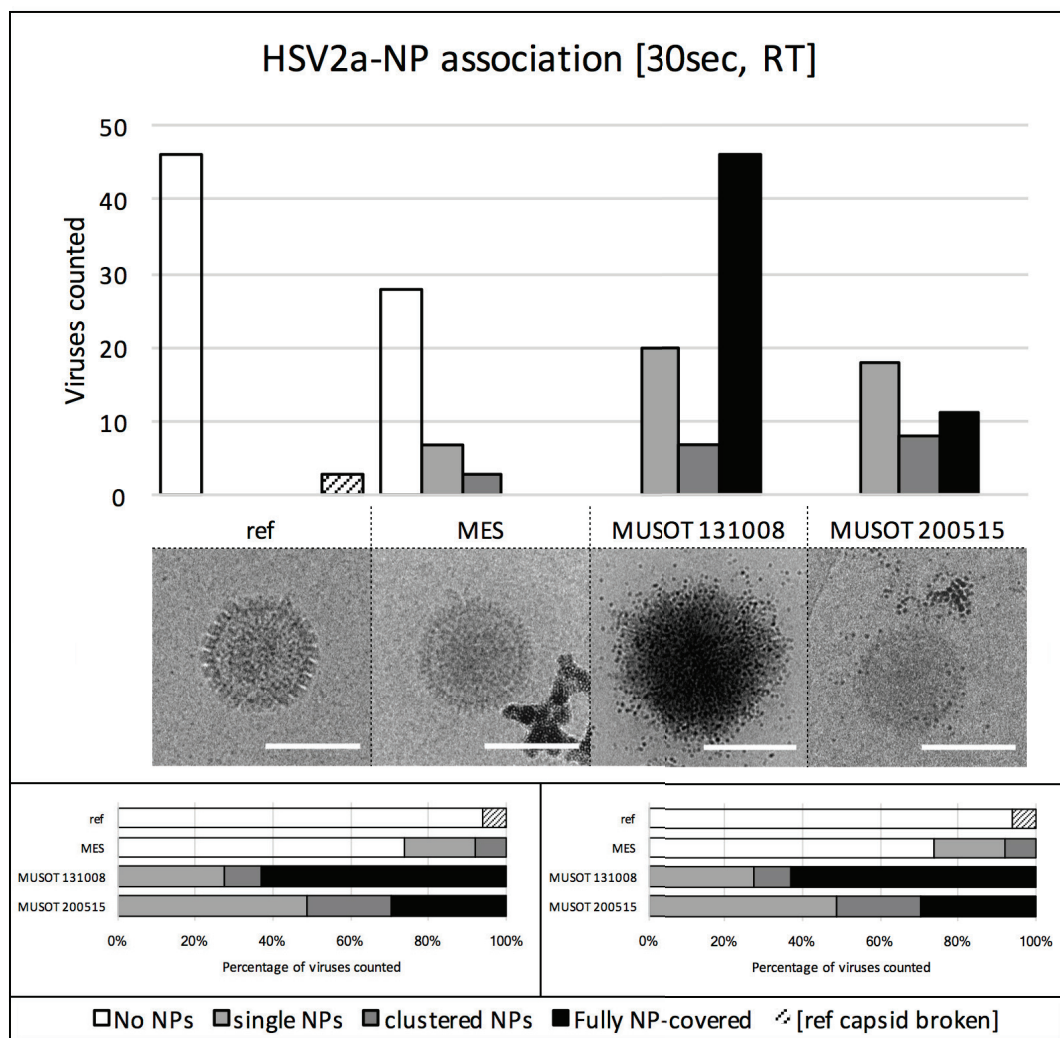 HSV2a-NP association [30sec, RT]
Viruses counted
50
40
30
20
10
0
ref MES MUSOT 131008 MUSOT 200515
ref
MES
MUSOT 131008
MUSOT 200515
0% 20% 40% 60% 80% 100%
Percentage of viruses counted
ref
MES
MUSOT 131008
MUSOT 200515
0% 20% 40% 60% 80% 100%
Percentage of viruses counted
No NPs single NPs clustered NPs Fully NP-covered [ref capsid broken]